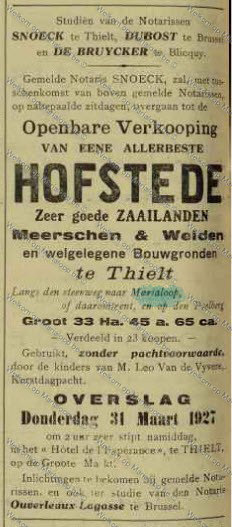 Studiën van de Notarissen
SNOECK te Thielt, DUBOST te Brussel
en DE BRUYCKER te Blicquy.
Gemelde Notaris SNOECK, zal, met tus-
schenkomst van boven gemelde Notarissen,
op nabepaalde zitdagen, overgaan tot de
Openbare Verkooping
VAN EENE ALLERBESTE
HOFSTEDE
Zeer goede ZAAILANDEN
Meerschen & Weiden
en welgelegene Bouwgronden
te Thielt
Langs den steenweg naar Marialoop,
of daaromtrent, en op den
Groot 33 Ha. 45 a. 65 ca.
— Verdeeld in 23 koopen. —
Gebruikt, zonder pachtvoorwaarde,
door de kinders van M. Leo Van de Vyvere,
Kerstdagpacht.
OVERSLAG
Donderdag 31 Maart 1927
om 2 uur zeer stipt namiddag,
in het « Hôtel de l'Espérance », te THIELT,
op de Groote Markt.
Inlichtingen te bekomen bij gemelde Nota-
rissen, en ook ter studie van den Notaris
Ouverleaux-Lagasse te Brussel.